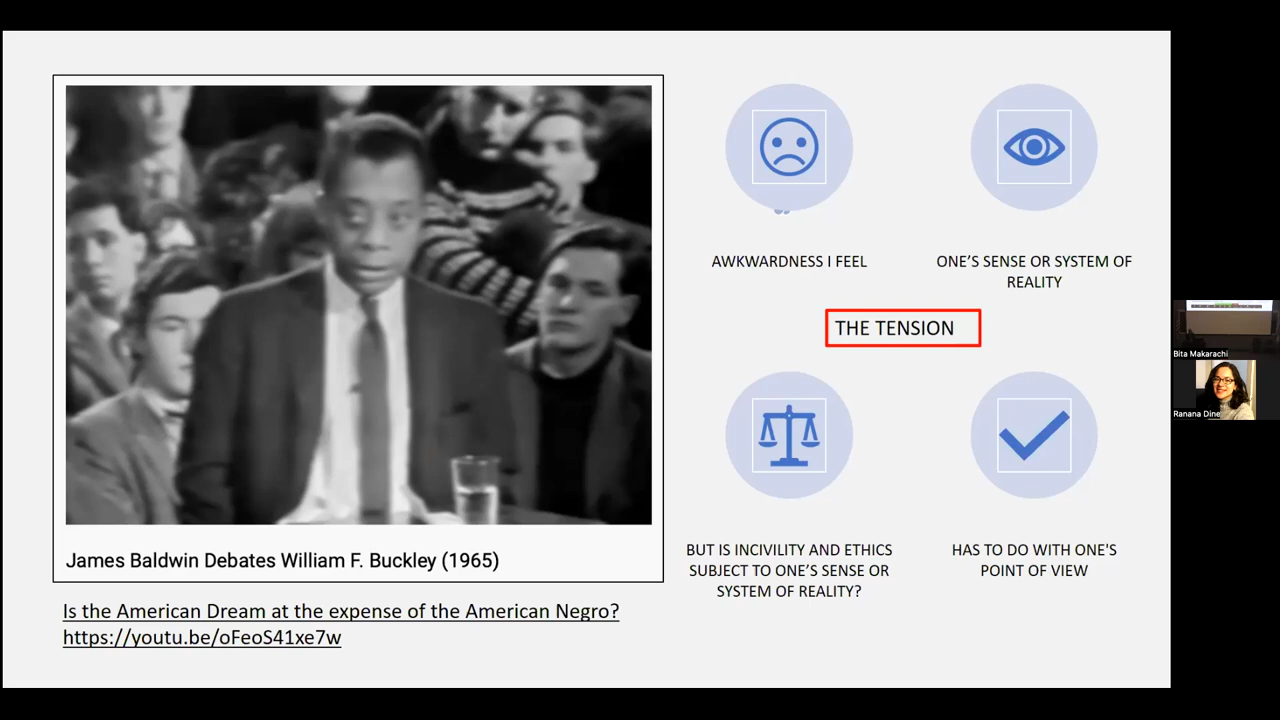 James Baldwin Debates William F. Buckley (1965)
Is the American Dream at the expense of the American Negro?
https://youtu.be/oFeoS41xe7w
AWKWARDNESS I FEEL
ONE'S SENSE OR SYSTEM OF
REALITY
THE TENSION
BUT IS INCIVILITY AND ETHICS
SUBJECT TO ONE'S SENSE OR
SYSTEM OF REALITY?
HAS TO DO WITH ONE'S
POINT OF VIEW
Bita Makarachi
Ranana Dine